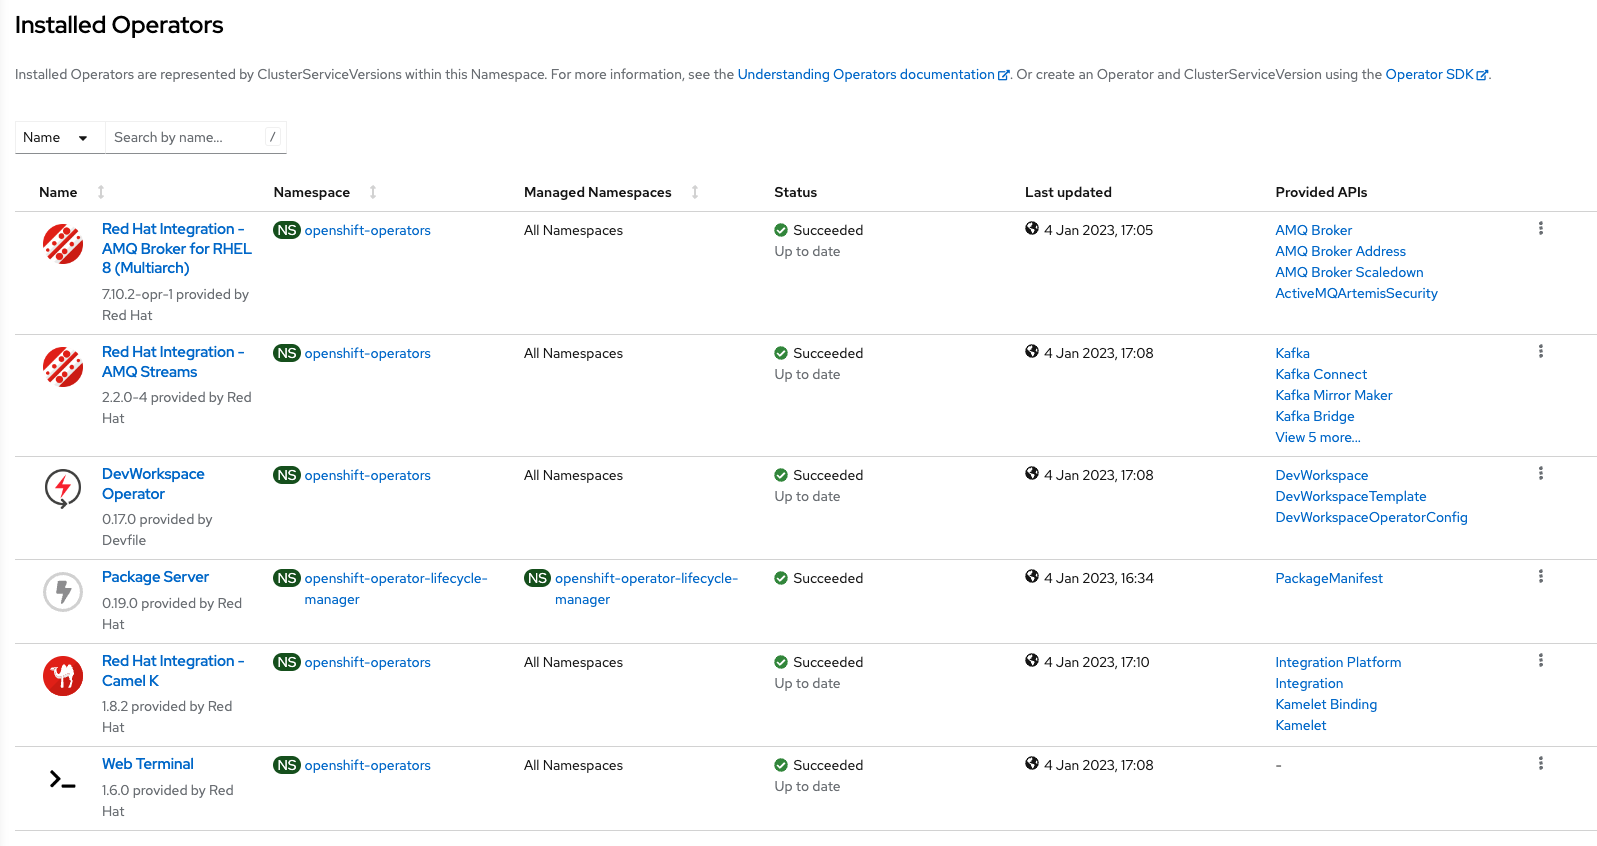 Installed Operators
Installed Operators are represented by ClusterServiceVersions within this Namespace. For more information, see the Understanding Operators documentation. Or create an Operator and ClusterServiceVersion using the Operator SDK.
Name Search by name... /
Name Namespace Managed Namespaces Status Last updated Provided APIs
Red Hat Integration -
AMQ Broker for RHEL
8 (Multiarch)
7.10.2-opr-1 provided by
Red Hat
NS openshift-operators
All Namespaces
Succeeded
Up to date
4 Jan 2023, 17:05
AMQ Broker
AMQ Broker Address
AMQ Broker Scaledown
ActiveMQArtemisSecurity
Red Hat Integration -
AMQ Streams
2.2.0-4 provided by Red
Hat
NS openshift-operators
All Namespaces
Succeeded
Up to date
4 Jan 2023, 17:08
Kafka
Kafka Connect
Kafka Mirror Maker
Kafka Bridge
View 5 more...
DevWorkspace
Operator
0.17.0 provided by
Devfile
NS openshift-operators
All Namespaces
Succeeded
Up to date
4 Jan 2023, 17:08
DevWorkspace
DevWorkspaceTemplate
DevWorkspaceOperatorConfig
Package Server
0.19.0 provided by Red
Hat
NS openshift-operator-lifecycle-
manager
NS openshift-operator-lifecycle-
manager
Succeeded
4 Jan 2023, 16:34
PackageManifest
Red Hat Integration -
Camel K
1.8.2 provided by Red
Hat
NS openshift-operators
All Namespaces
Succeeded
Up to date
4 Jan 2023, 17:10
Integration Platform
Integration
Kamelet Binding
Kamelet
Web Terminal
1.6.0 provided by Red
Hat
NS openshift-operators
All Namespaces
Succeeded
Up to date
4 Jan 2023, 17:08
-